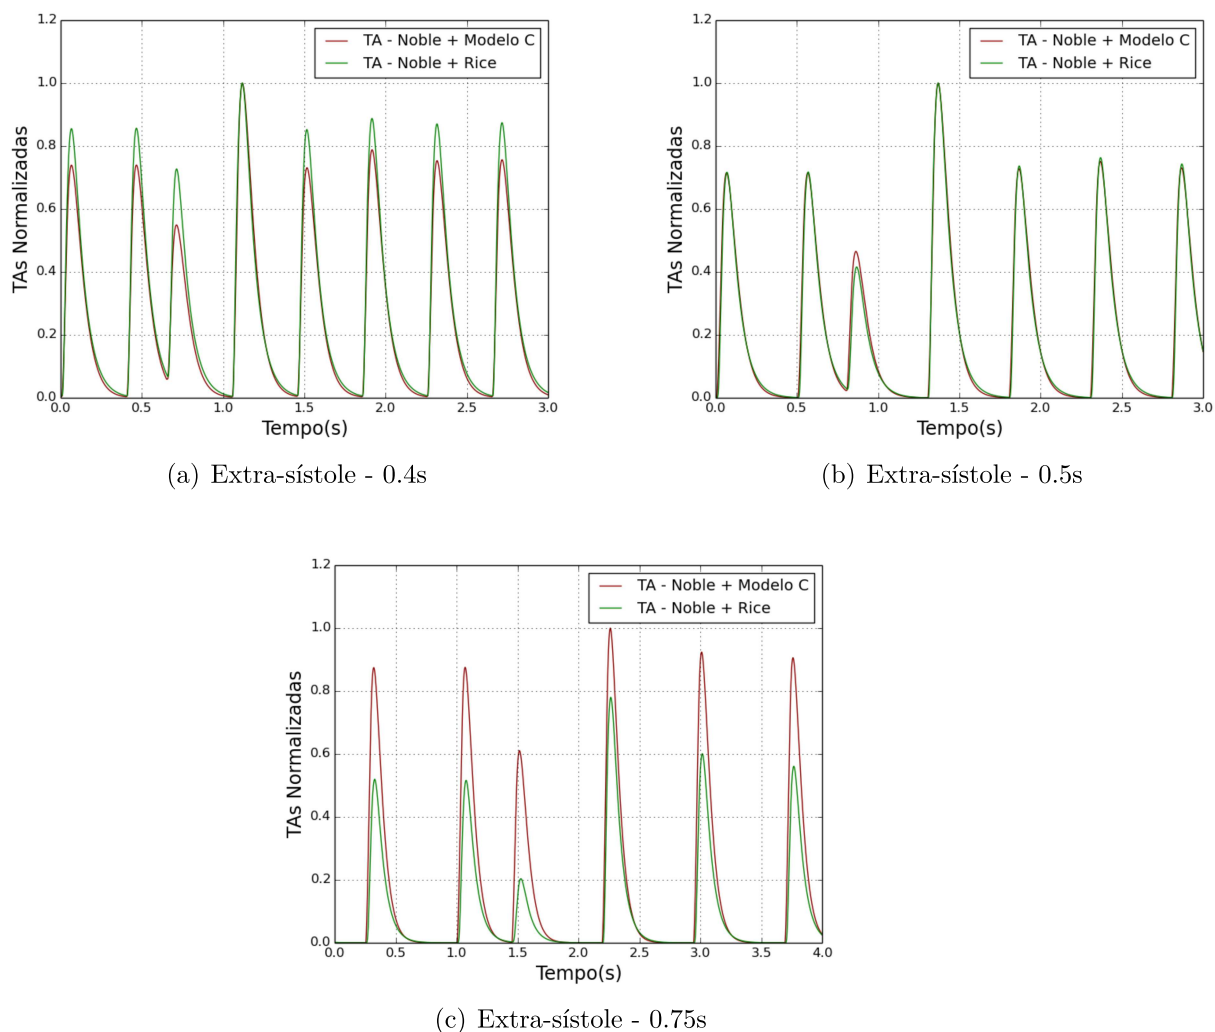 1.2
1.0
0.8
0.6
0.4
0.2
0.0
TAs Normalizadas
TA - Noble + Modelo C
TA - Noble + Rice
0.0 0.5 1.0 1.5 2.0 2.5 3.0
Tempo(s)
(a) Extra-sístole - 0.4s
1.2
1.0
0.8
0.6
0.4
0.2
0.0
TAs Normalizadas
TA - Noble + Modelo C
TA - Noble + Rice
0.0 0.5 1.0 1.5 2.0 2.5 3.0
Tempo(s)
(b) Extra-sístole - 0.5s
1.2
1.0
0.8
0.6
0.4
0.2
0.0
TAs Normalizadas
TA - Noble + Modelo C
TA - Noble + Rice
0.0 0.5 1.0 1.5 2.0 2.5 3.0 3.5 4.0
Tempo(s)
(c) Extra-sístole - 0.75s